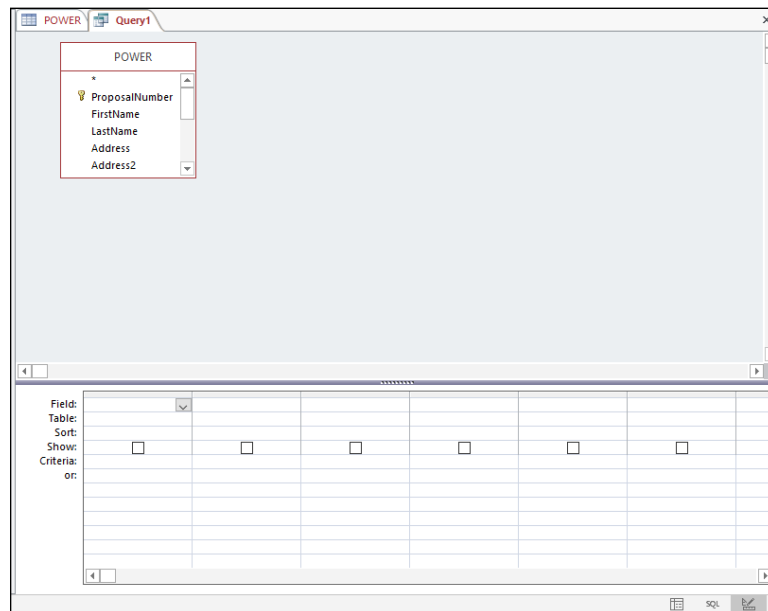 POWER Query1
POWER
*
ProposalNumber
FirstName
LastName
Address
Address2
Field:
Table:
Sort:
Show:
Criteria:
or:
SQL